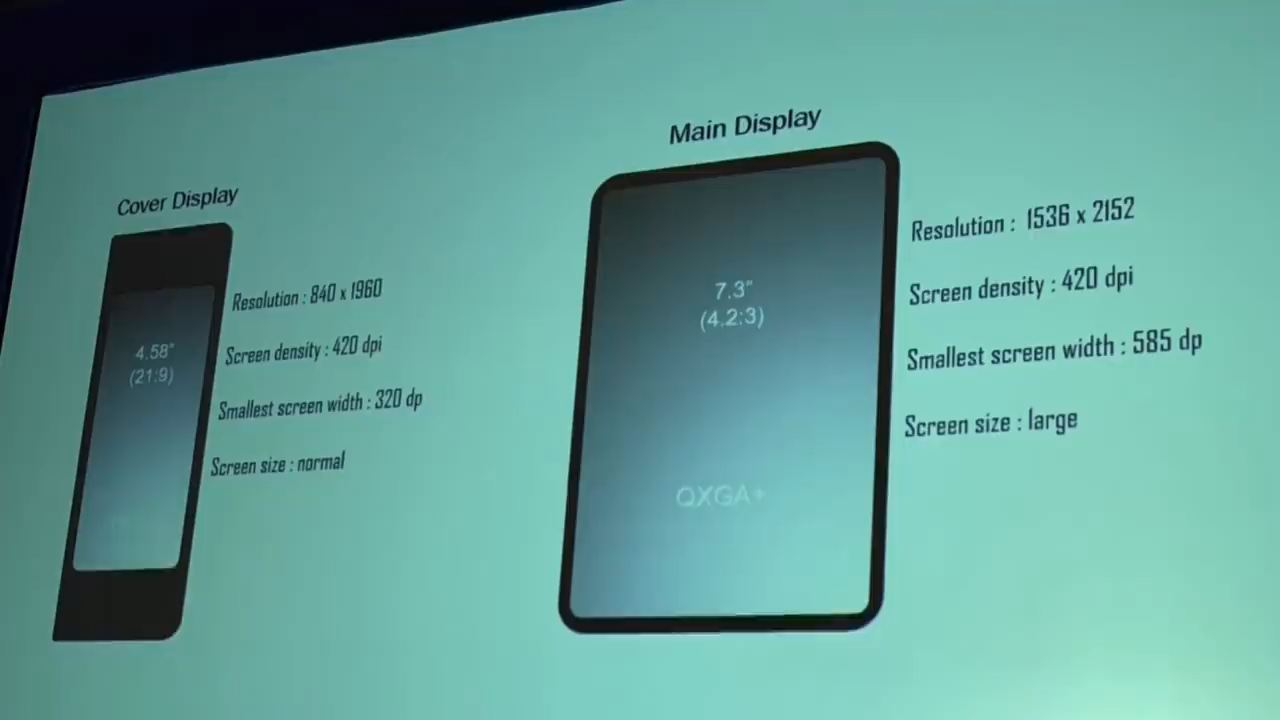 Cover Display
4.58"
(21:9)
Resolution : 840 x 1960
Screen density : 420 dpi
Smallest screen width : 320 dp
Screen size : normal
Main Display
7.3"
(4.2:3)
QXGA+
Resolution : 1536 x 2152
Screen density : 420 dpi
Smallest screen width : 585 dp
Screen size : large